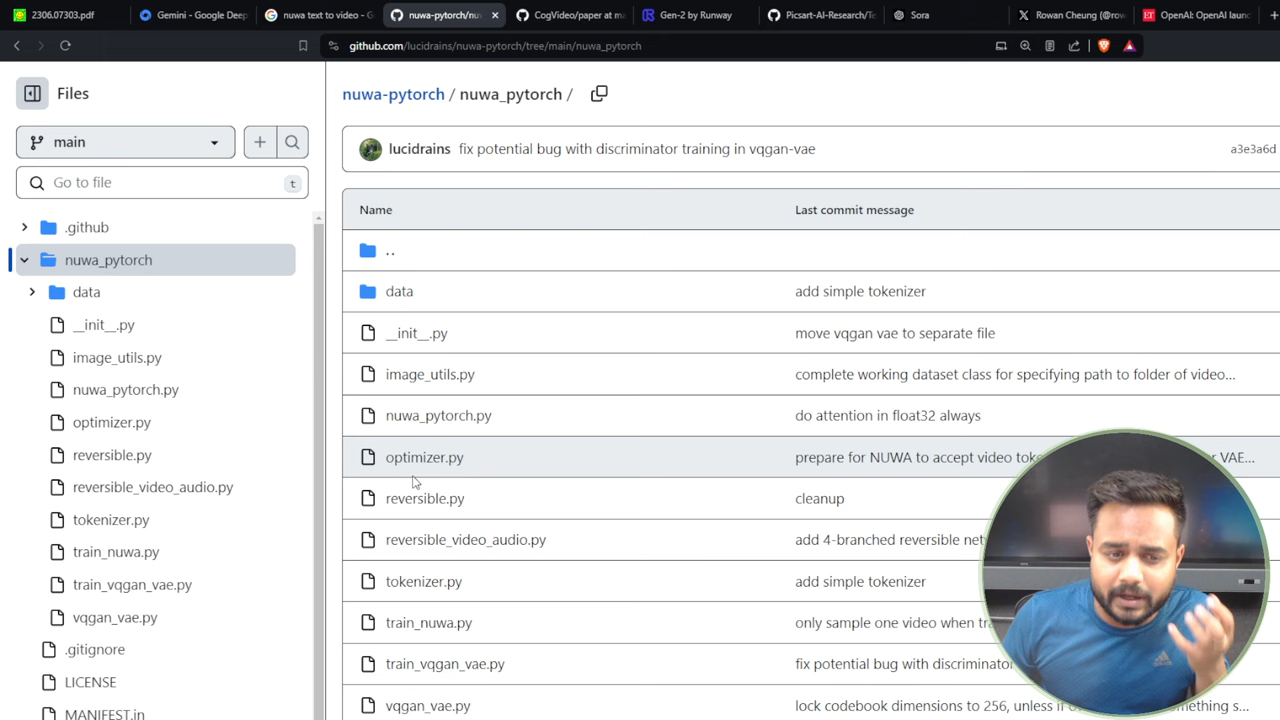 2306.07303.pdf
Gemini - Google Deep
nuwa text to video - G
nuwa-pytorch/nu
CogVideo/paper at ma
Gen-2 by Runway
Picsart-AI-Research/Te
Sora
Rowan Cheung (@row
OpenAI: OpenAI laun
github.com/lucidrains/nuwa-pytorch/tree/main/nuwa_pytorch
Files
nuwa-pytorch / nuwa_pytorch /
main
lucidrains fix potential bug with discriminator training in vqgan-vae
a3e3a6d
Go to file
t
Name
Last commit message
.github
nuwa_pytorch
..
data
data
add simple tokenizer
__init__.py
__init__.py
move vqgan vae to separate file
image_utils.py
image_utils.py
complete working dataset class for specifying path to folder of video...
nuwa_pytorch.py
nuwa_pytorch.py
do attention in float32 always
optimizer.py
optimizer.py
prepare for NUWA to accept video toke
r VAE...
reversible.py
reversible.py
cleanup
reversible_video_audio.py
reversible_video_audio.py
add 4-branched reversible net
tokenizer.py
tokenizer.py
add simple tokenizer
train_nuwa.py
train_nuwa.py
only sample one video when tra
train_vqgan_vae.py
train_vqgan_vae.py
fix potential bug with discriminator
vqgan_vae.py
vqgan_vae.py
lock codebook dimensions to 256, unless
mething s...
.gitignore
LICENSE
MANIFEST.in